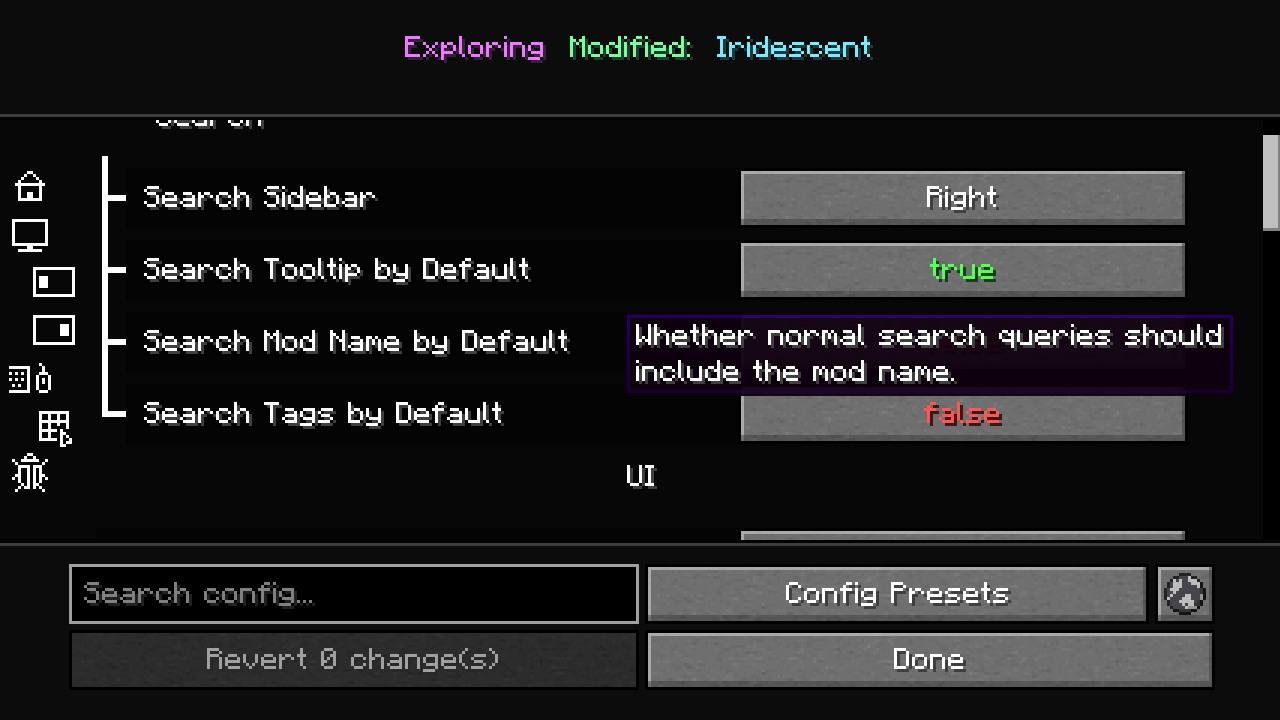 Exploring Modified: Iridescent
Search
Search Sidebar
Right
Search Tooltip by Default
true
Search Mod Name by Default
Whether normal search queries should
include the mod name.
Search Tags by Default
false
UI
Search config...
Config Presets
Revert 0 change(s)
Done